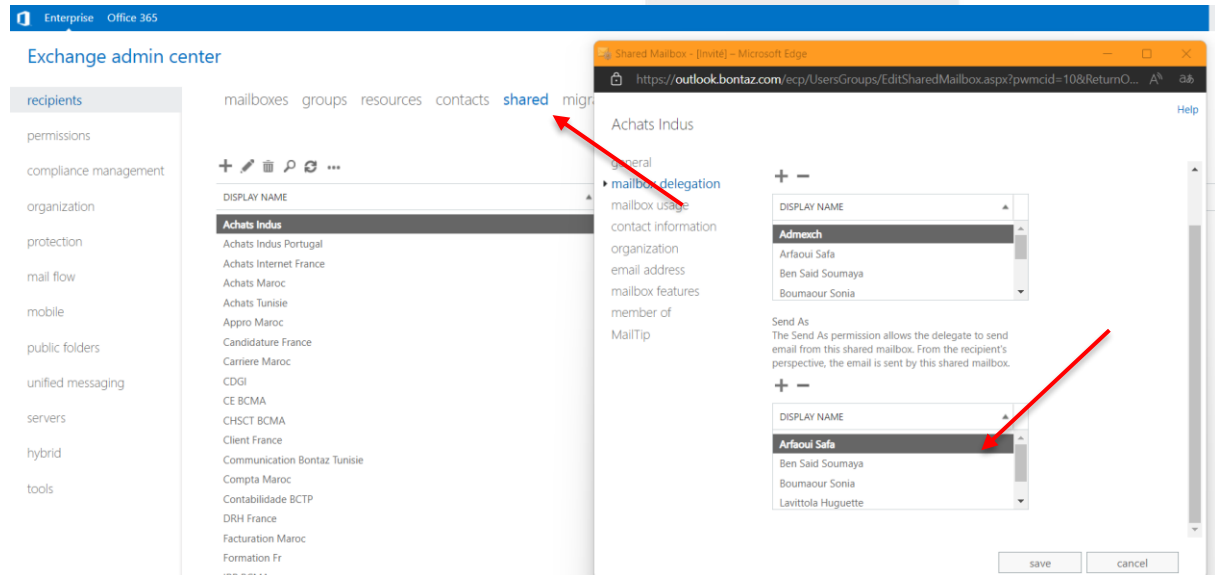 Enterprise Office 365
Exchange admin center
recipients
permissions
compliance management
organization
protection
mail flow
mobile
public folders
unified messaging
servers
hybrid
tools
mailboxes groups resources contacts shared migr
DISPLAY NAME
Achats Indus
Achats Indus Portugal
Achats Internet France
Achats Maroc
Achats Tunisie
Appro Maroc
Candidature France
Carriere Maroc
CDGI
CE BCMA
CHSCT BCMA
Client France
Communication Bontaz Tunisie
Compta Maroc
Contabilidade BCTP
DRH France
Facturation Maroc
Formation Fr
Shared Mailbox - [Invité] – Microsoft Edge
https://outlook.bontaz.com/ecp/UsersGroups/EditSharedMailbox.aspx?pwmcid=10&ReturnO...
Help
Achats Indus
general
mailbox delegation
mailbox usage
contact information
organization
email address
mailbox features
member of
MailTip
DISPLAY NAME
Admexch
Arfaoui Safa
Ben Said Soumaya
Boumaour Sonia
Send As
The Send As permission allows the delegate to send
email from this shared mailbox. From the recipient's
perspective, the email is sent by this shared mailbox.
DISPLAY NAME
Arfaoui Safa
Ben Said Soumaya
Boumaour Sonia
Lavittola Huguette
save cancel